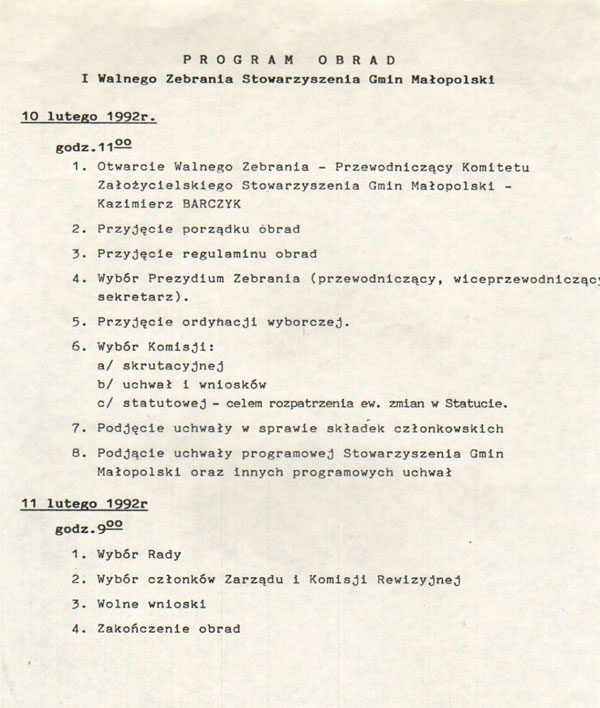 PROGRAM OBRAD
I Walnego Zebrania Stowarzyszenia Gmin Małopolski
10 lutego 1992r.
godz.11⁰⁰
1. Otwarcie Walnego Zebrania - Przewodniczący Komitetu
Założycielskiego Stowarzyszenia Gmin Małopolski -
Kazimierz BARCZYK
2. Przyjęcie porządku obrad
3. Przyjęcie regulaminu obrad
4. Wybór Prezydium Zebrania (przewodniczący, wiceprzewodniczący
sekretarz).
5. Przyjęcie ordynacji wyborczej.
6. Wybór Komisji:
a/ skrutacyjnej
b/ uchwał i wniosków
c/ statutowej - celem rozpatrzenia ew. zmian w Statucie.
7. Podjęcie uchwały w sprawie składek członkowskich
8. Podjącie uchwały programowej Stowarzyszenia Gmin
Małopolski oraz innych programowych uchwał
11 lutego 1992r
godz.9⁰⁰
1. Wybór Rady
2. Wybór członków Zarządu i Komisji Rewizyjnej
3. Wolne wnioski
4. Zakończenie obrad